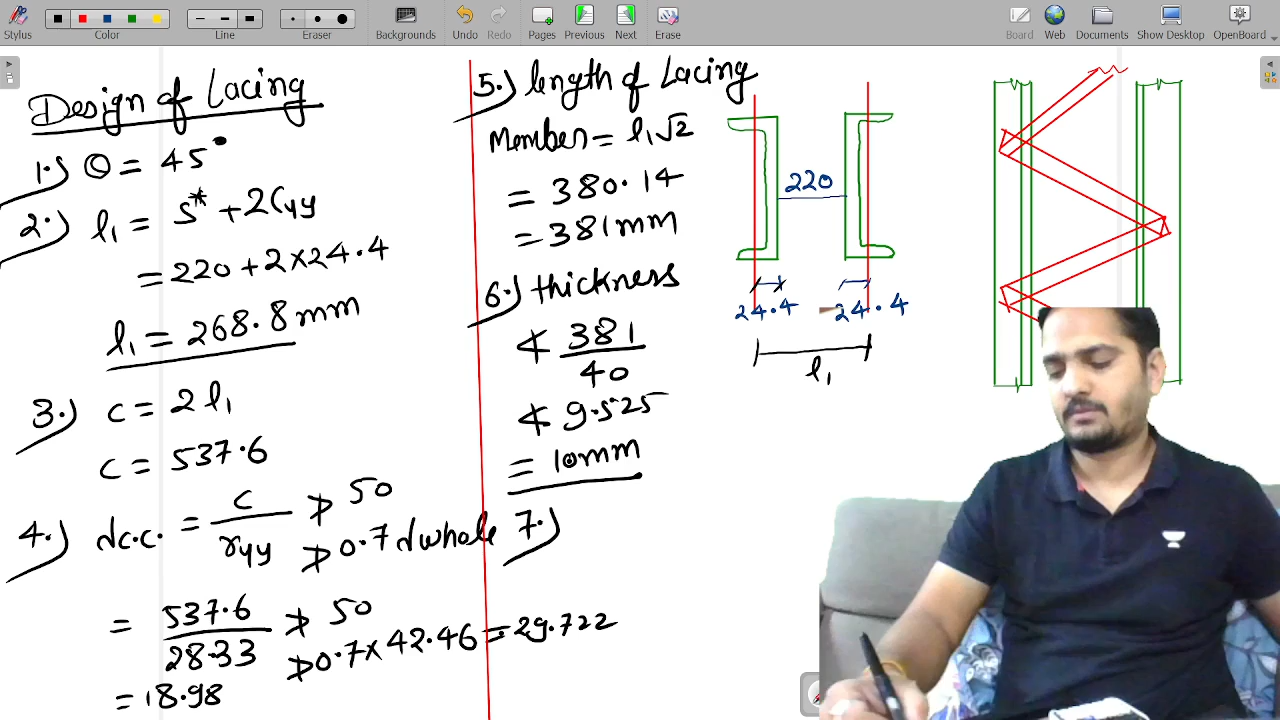 Stylus
Color
Line
Eraser
Backgrounds
Undo
Redo
Pages
Previous
Next
Erase
Board
Web
Documents
Show Desktop
OpenBoard
Design of Lacing
1.) θ = 45°
2.) l₁ = S* + 2Cyy
= 220 + 2×24.4
l₁ = 268.8 mm
3.) c = 2 l₁
c = 537.6
4.) λc.c. = c/ryy ≯ 50
≯ 0.7 λwhole
= 537.6/28.33 ≯ 50
≯ 0.7 × 42.46 = 29.722
= 18.98
5.) length of Lacing
Member = l₁√2
= 380.14
= 381mm
6.) thickness
≮ 381/40
≮ 9.525
= 10mm
7.)
220
24.4
24.4
l₁